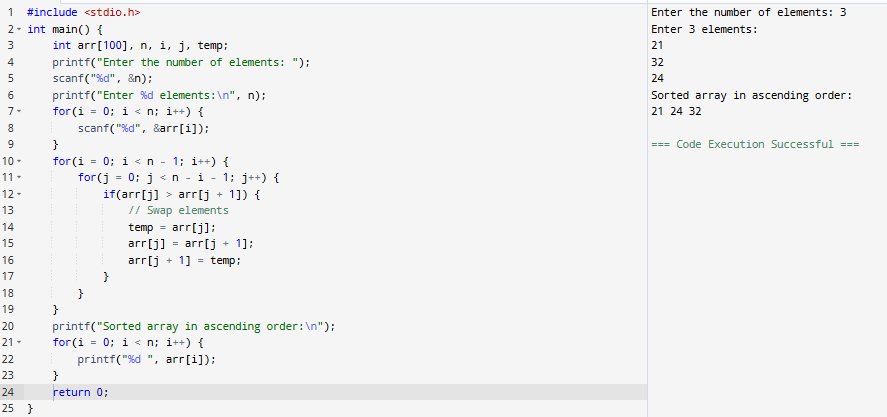 1 #include <stdio.h>
2 int main() {
3     int arr[100], n, i, j, temp;
4     printf("Enter the number of elements: ");
5     scanf("%d", &n);
6     printf("Enter %d elements:\n", n);
7     for(i = 0; i < n; i++) {
8         scanf("%d", &arr[i]);
9     }
10     for(i = 0; i < n - 1; i++) {
11         for(j = 0; j < n - i - 1; j++) {
12             if(arr[j] > arr[j + 1]) {
13                 // Swap elements
14                 temp = arr[j];
15                 arr[j] = arr[j + 1];
16                 arr[j + 1] = temp;
17             }
18         }
19     }
20     printf("Sorted array in ascending order:\n");
21     for(i = 0; i < n; i++) {
22         printf("%d ", arr[i]);
23     }
24     return 0;
25 }
Enter the number of elements: 3
Enter 3 elements:
21
32
24
Sorted array in ascending order:
21 24 32
=== Code Execution Successful ===